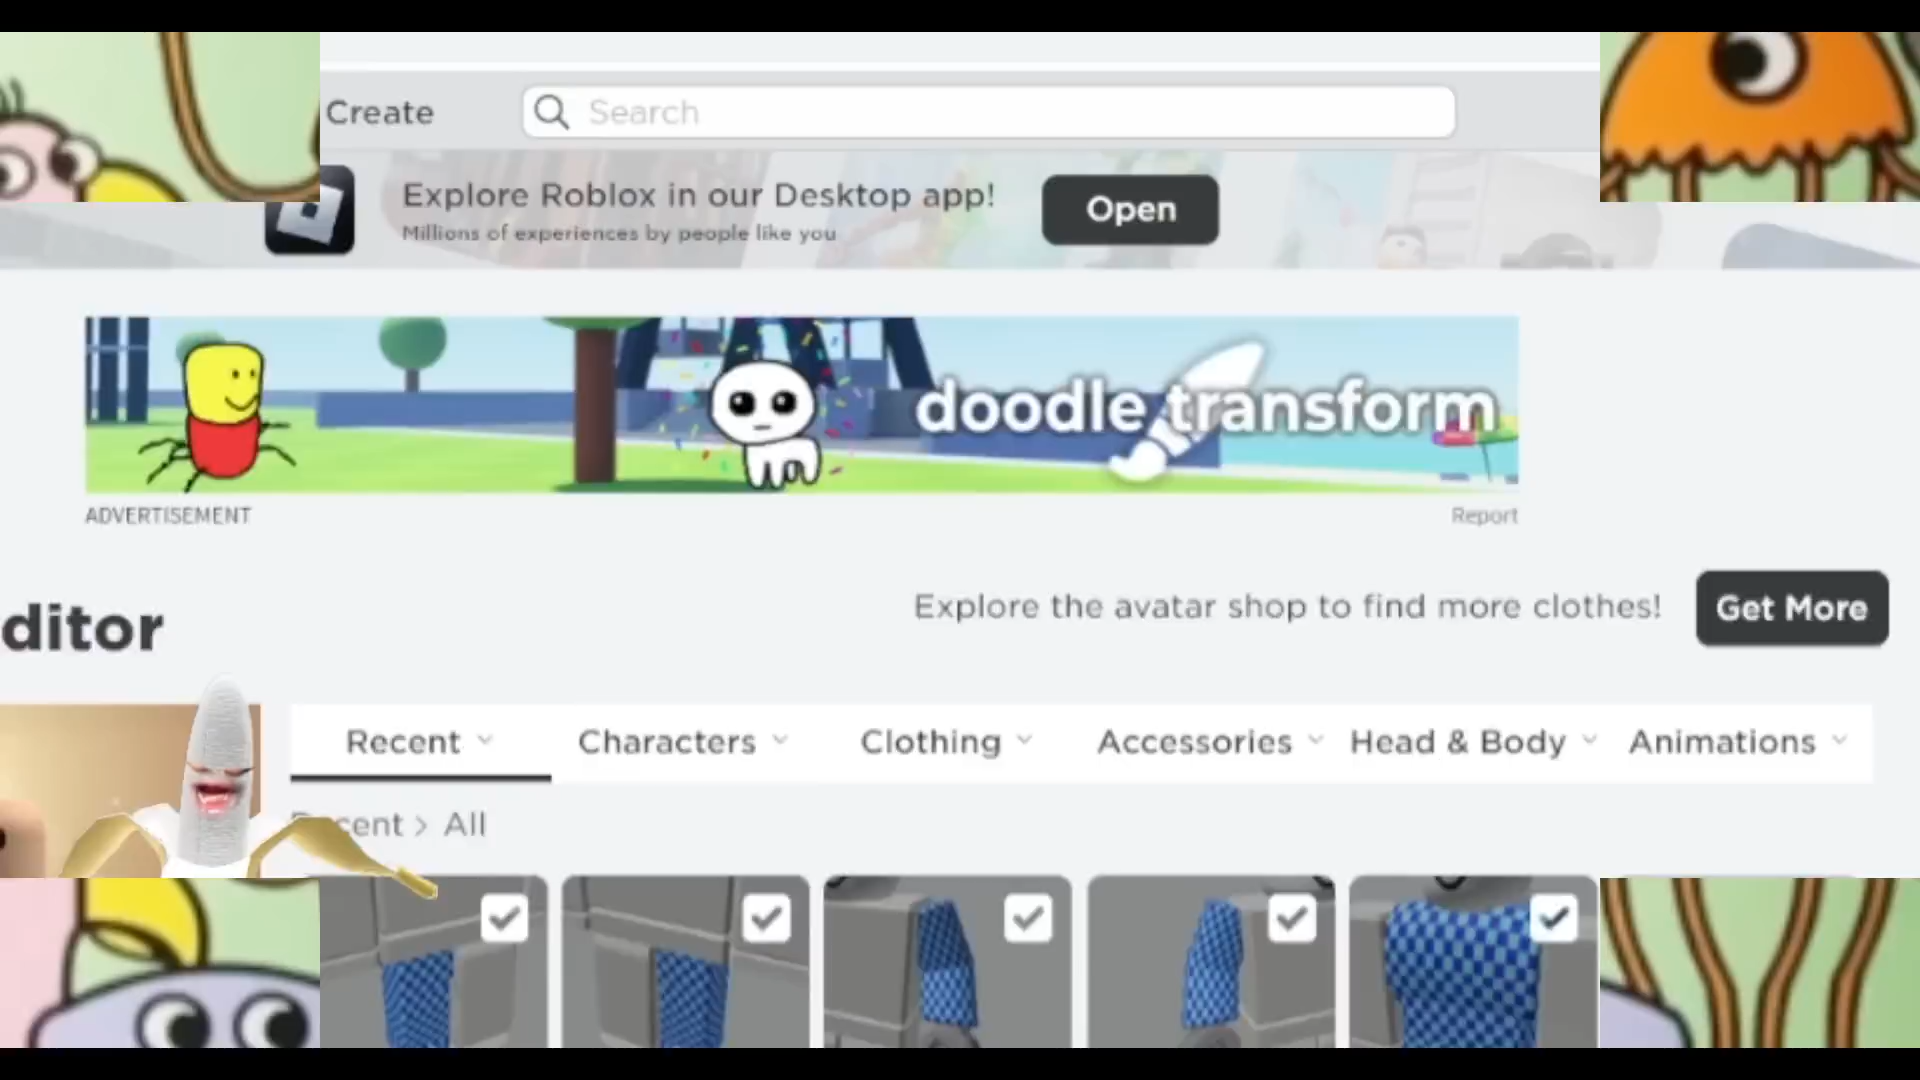 Create
Search
Explore Roblox in our Desktop app!
Millions of experiences by people like you
Open
doodle transform
ADVERTISEMENT
Report
ditor
Explore the avatar shop to find more clothes!
Get More
Recent
Characters
Clothing
Accessories
Head & Body
Animations
cent > All